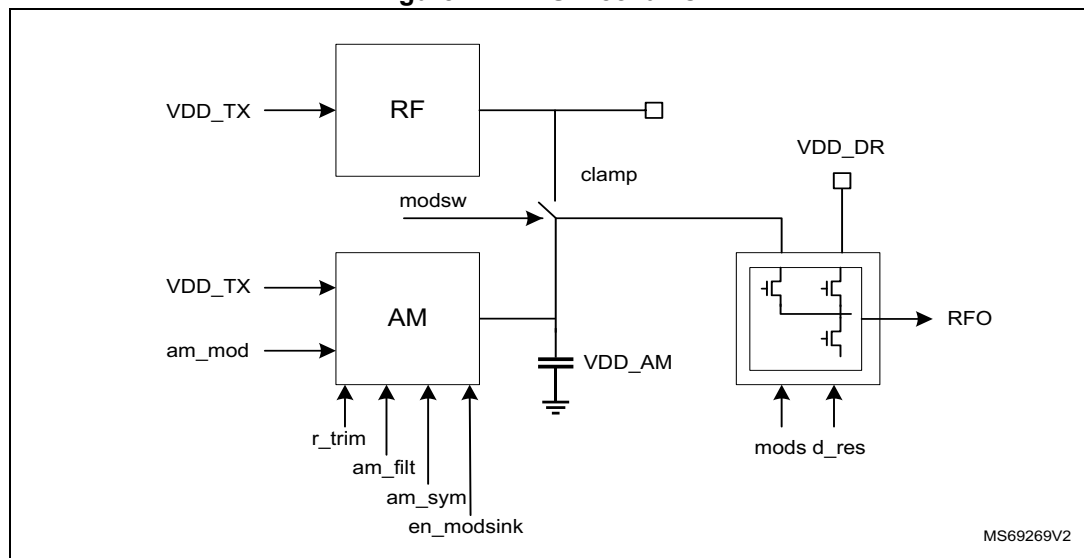 VDD_TX
RF
VDD_DR
clamp
modsw
VDD_TX
AM
RFO
am_mod
VDD_AM
r_trim
mods d_res
am_filt
am_sym
en_modsink
MS69269V2